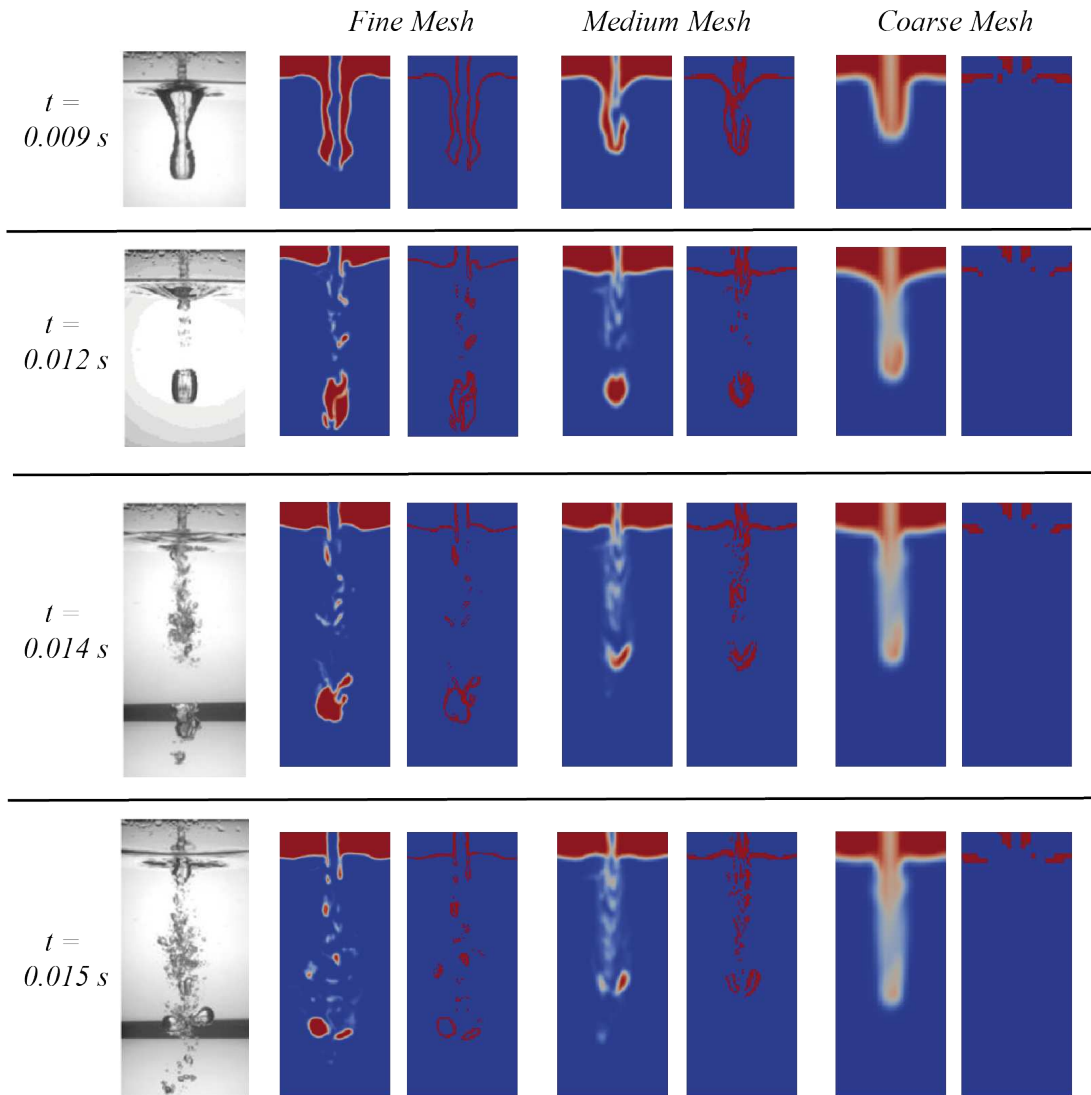 Fine Mesh Medium Mesh Coarse Mesh
t =
0.009 s
t =
0.012 s
t =
0.014 s
t =
0.015 s